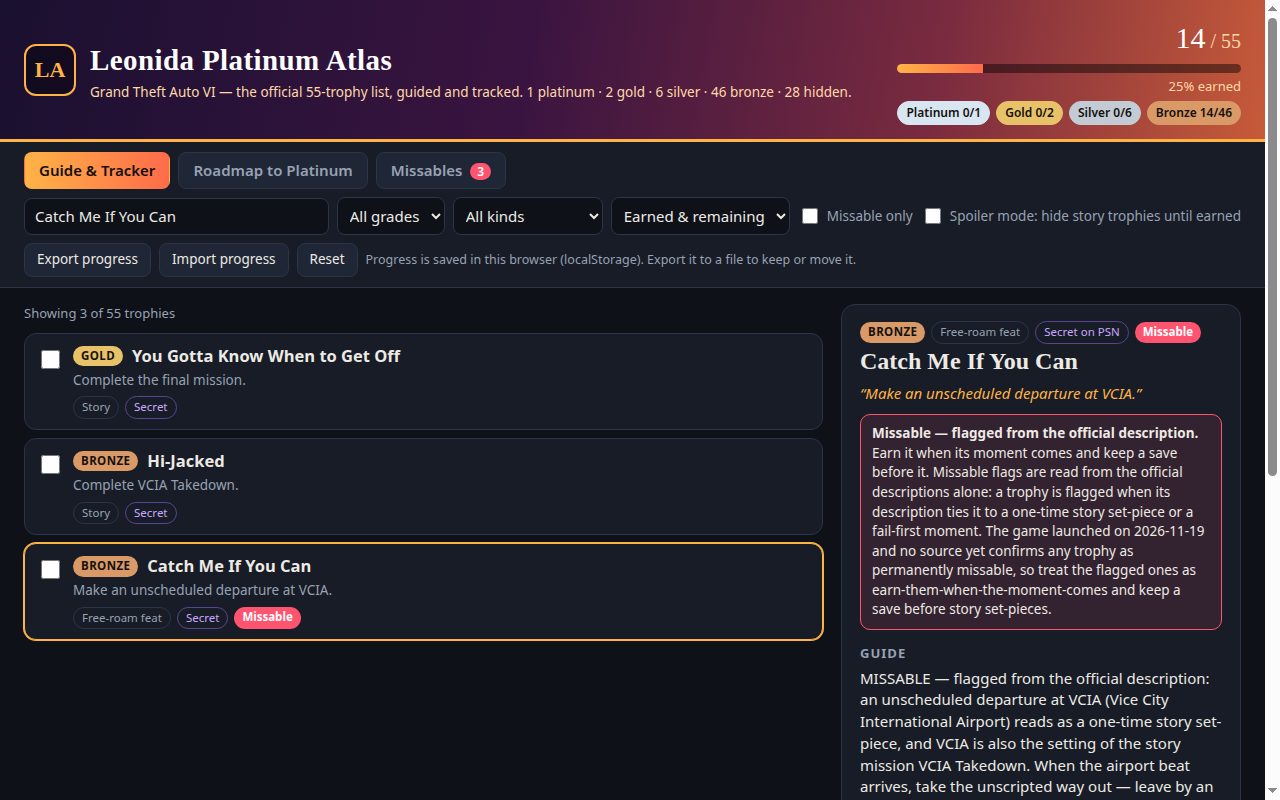 LA
Leonida Platinum Atlas
Grand Theft Auto VI — the official 55-trophy list, guided and tracked. 1 platinum · 2 gold · 6 silver · 46 bronze · 28 hidden.
14 / 55
25% earned
Platinum 0/1 Gold 0/2 Silver 0/6 Bronze 14/46
Guide & Tracker Roadmap to Platinum Missables 3
Catch Me If You Can All grades All kinds Earned & remaining Missable only Spoiler mode: hide story trophies until earned
Export progress Import progress Reset Progress is saved in this browser (localStorage). Export it to a file to keep or move it.
Showing 3 of 55 trophies
GOLD You Gotta Know When to Get Off
Complete the final mission.
Story Secret
BRONZE Hi-Jacked
Complete VCIA Takedown.
Story Secret
BRONZE Catch Me If You Can
Make an unscheduled departure at VCIA.
Free-roam feat Secret Missable
BRONZE Free-roam feat Secret on PSN Missable
Catch Me If You Can
“Make an unscheduled departure at VCIA.”
Missable — flagged from the official description.
Earn it when its moment comes and keep a save
before it. Missable flags are read from the official
descriptions alone: a trophy is flagged when its
description ties it to a one-time story set-piece or a
fail-first moment. The game launched on 2026-11-19
and no source yet confirms any trophy as
permanently missable, so treat the flagged ones as
earn-them-when-the-moment-comes and keep a
save before story set-pieces.
GUIDE
MISSABLE — flagged from the official description:
an unscheduled departure at VCIA (Vice City
International Airport) reads as a one-time story set-
piece, and VCIA is also the setting of the story
mission VCIA Takedown. When the airport beat
arrives, take the unscripted way out — leave by an